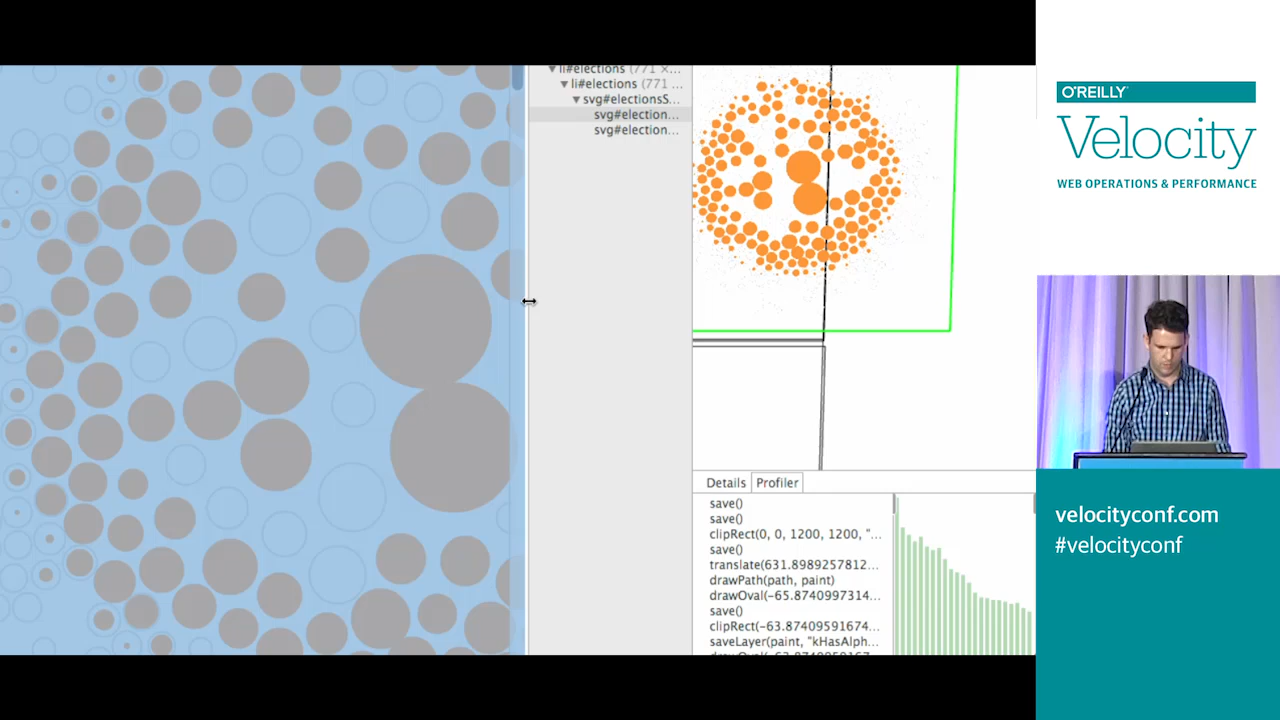 li#elections (771 ×...
li#elections (771 ...
svg#electionsS...
svg#election...
svg#election...
Details
Profiler
save()
save()
clipRect(0, 0, 1200, 1200, "...
save()
translate(631.8989257812...
drawPath(path, paint)
drawOval(-65.8740997314...
save()
clipRect(-63.87409591674...
saveLayer(paint, "kHasAlph...
O'REILLY
Velocity
WEB OPERATIONS & PERFORMANCE
velocityconf.com
#velocityconf